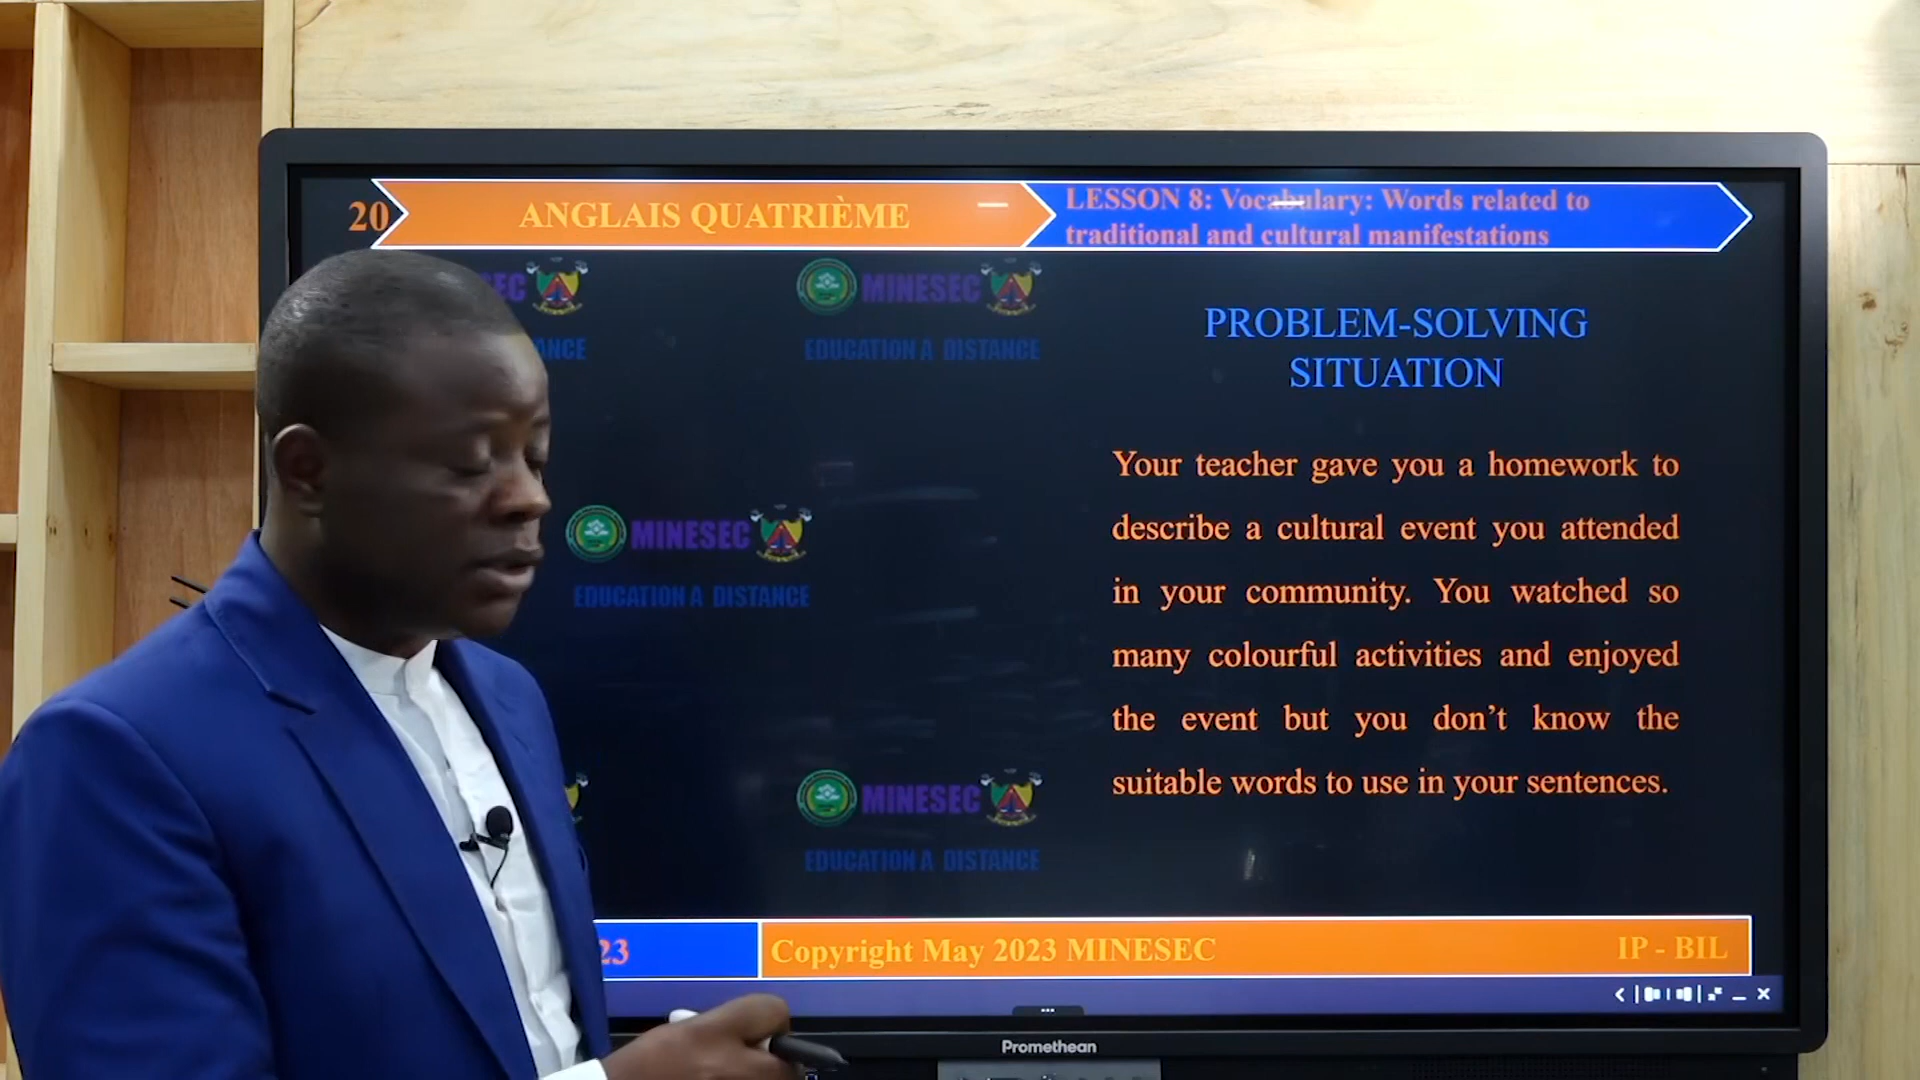 20
ANGLAIS QUATRIÈME
LESSON 8: Vocabulary: Words related to
traditional and cultural manifestations
EC
MINESEC
ANCE
EDUCATION A DISTANCE
PROBLEM-SOLVING
SITUATION
Your teacher gave you a homework to
describe a cultural event you attended
in your community. You watched so
many colourful activities and enjoyed
the event but you don’t know the
suitable words to use in your sentences.
MINESEC
EDUCATION A DISTANCE
MINESEC
EDUCATION A DISTANCE
23
Copyright May 2023 MINESEC
IP - BIL
Promethean